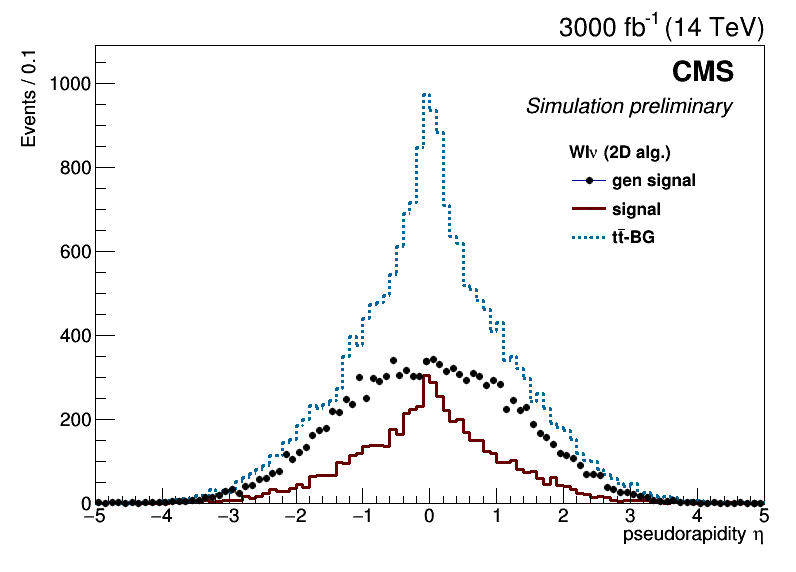 3000 fb⁻¹ (14 TeV)
Events / 0.1
CMS
Simulation preliminary
Wlν (2D alg.)
gen signal
signal
tt̄-BG
1000
800
600
400
200
0
−5 −4 −3 −2 −1 0 1 2 3 4 5
pseudorapidity η